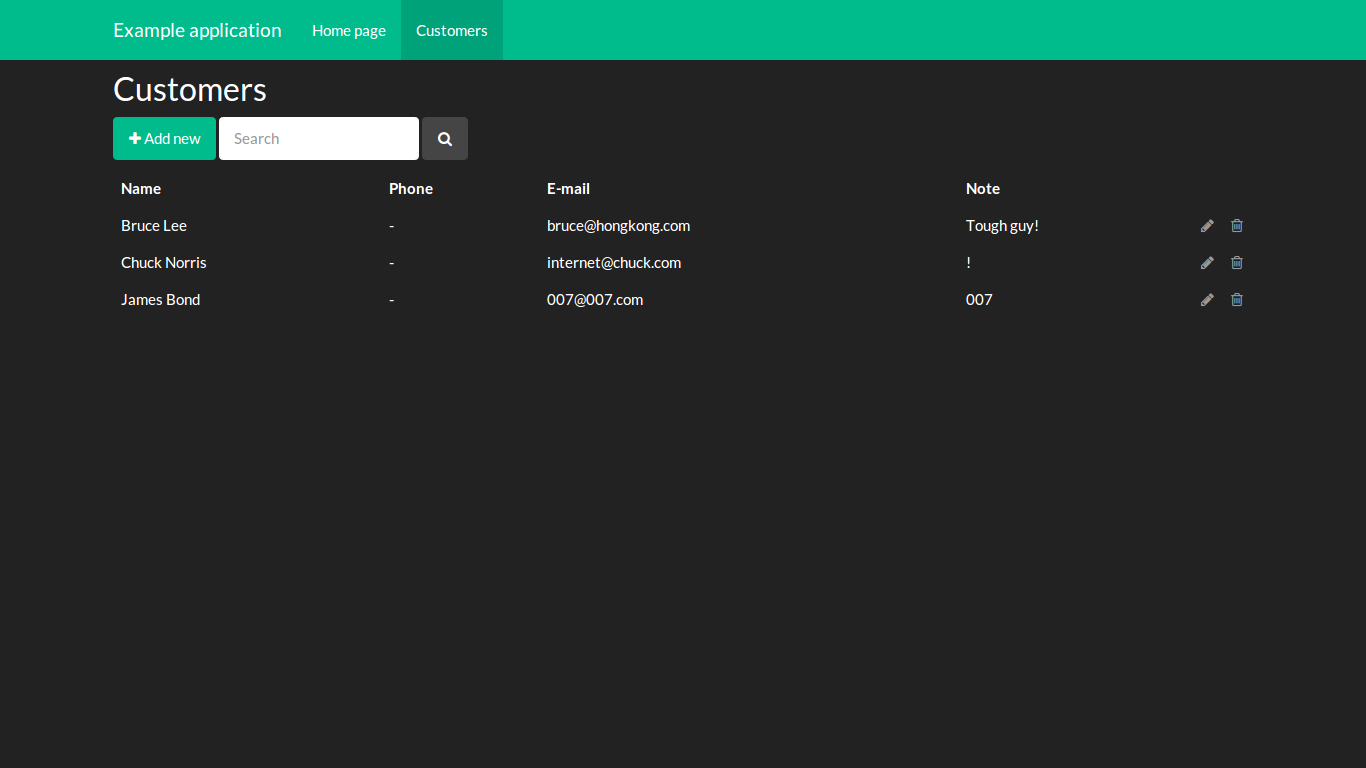 Example application Home page Customers
Customers
Add new Search
Name Phone E-mail Note
Bruce Lee - bruce@hongkong.com Tough guy!
Chuck Norris - internet@chuck.com !
James Bond - 007@007.com 007